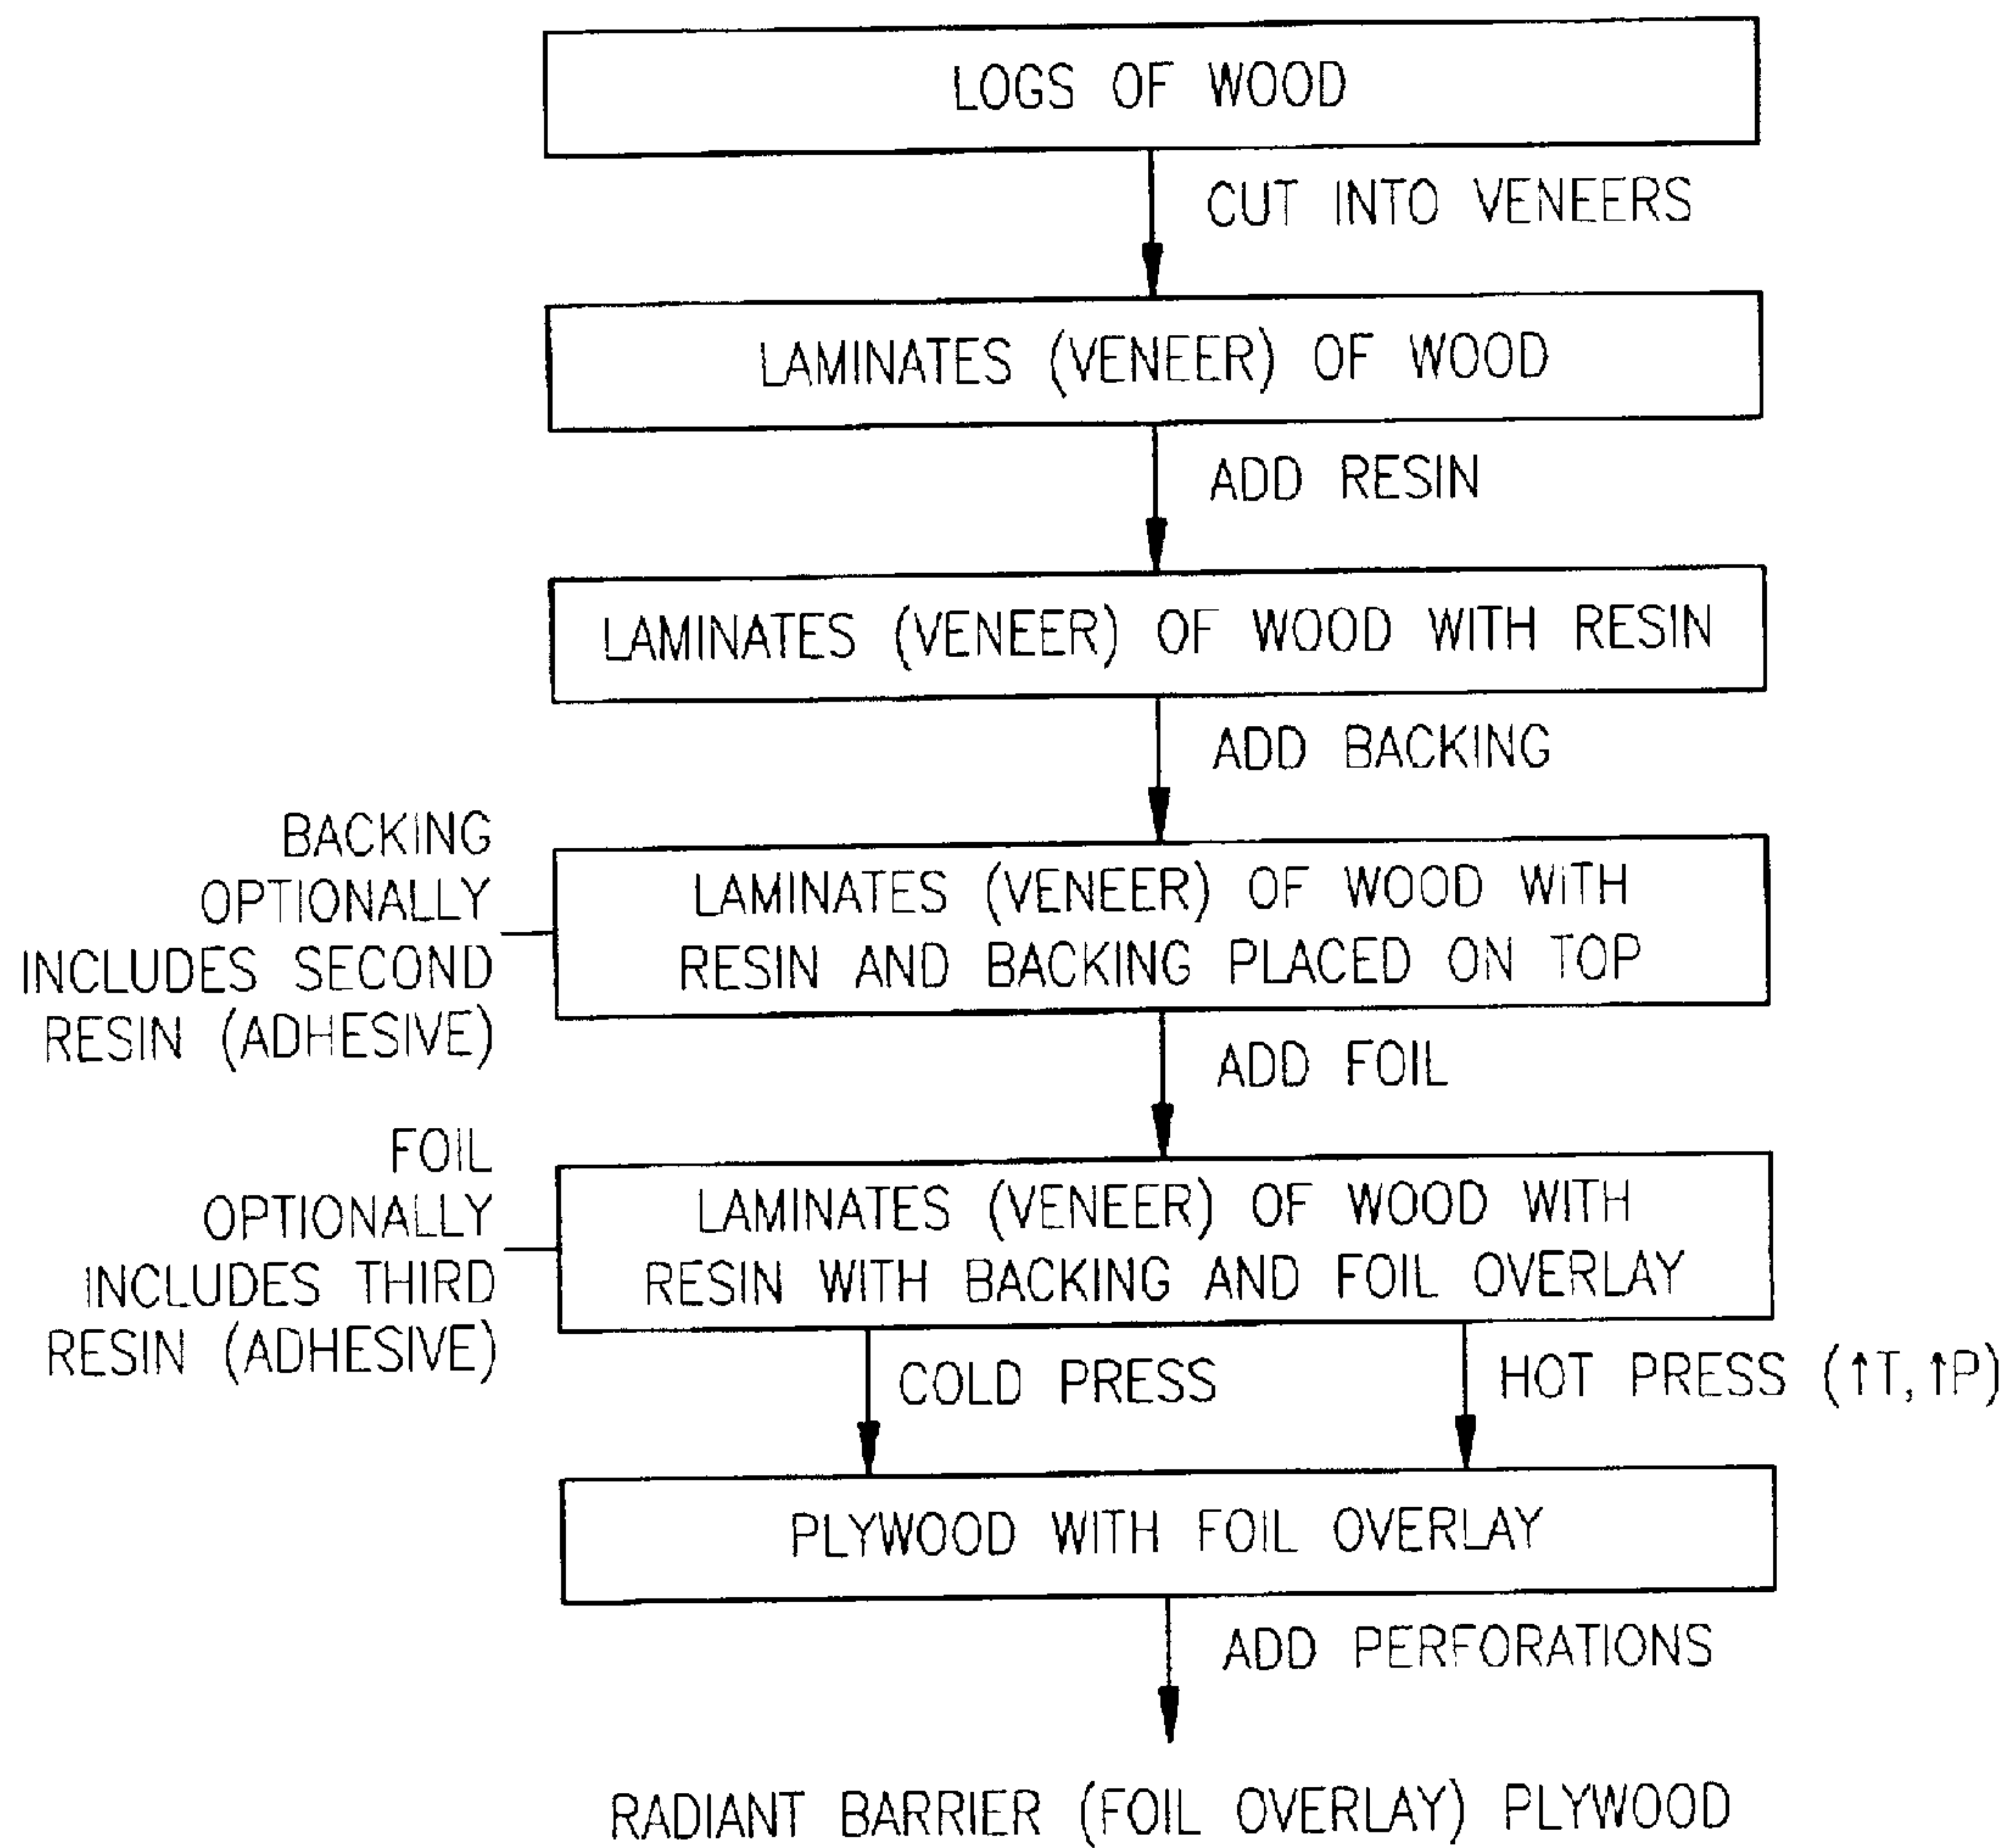 LOGS OF WOOD
CUT INTO VENEERS
LAMINATES (VENEER) OF WOOD
ADD RESIN
LAMINATES (VENEER) OF WOOD WITH RESIN
ADD BACKING
BACKING
OPTIONALLY
INCLUDES SECOND
RESIN (ADHESIVE)
LAMINATES (VENEER) OF WOOD WITH
RESIN AND BACKING PLACED ON TOP
ADD FOIL
FOIL
OPTIONALLY
INCLUDES THIRD
RESIN (ADHESIVE)
LAMINATES (VENEER) OF WOOD WITH
RESIN WITH BACKING AND FOIL OVERLAY
COLD PRESS
HOT PRESS (↑T, ↑P)
PLYWOOD WITH FOIL OVERLAY
ADD PERFORATIONS
RADIANT BARRIER (FOIL OVERLAY) PLYWOOD